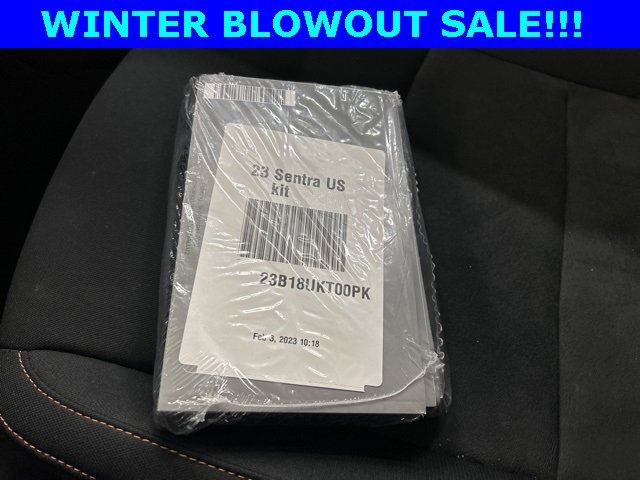 WINTER BLOWOUT SALE!!!
23 Sentra US
kit
23B18UKT00PK
Feb 3, 2023 10:18